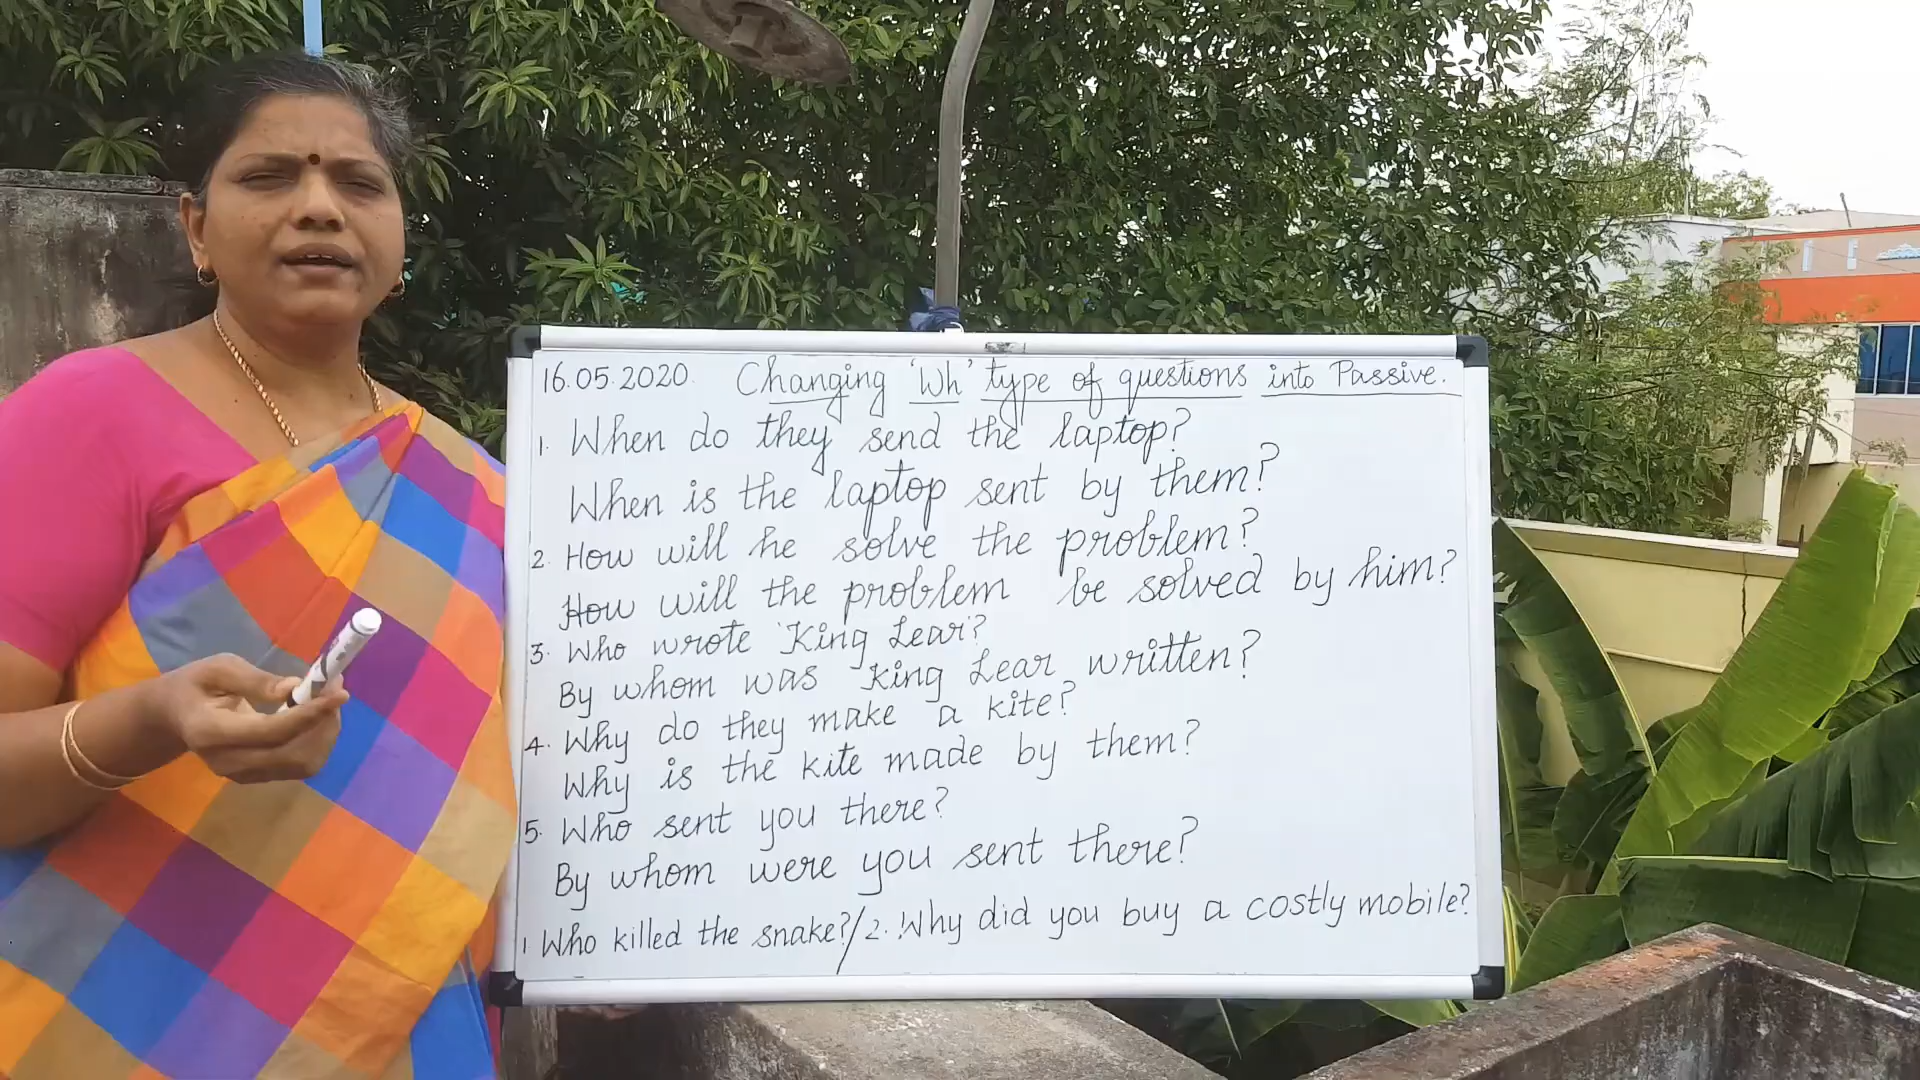 16.05.2020. Changing 'Wh' type of questions into Passive.
1. When do they send the laptop?
When is the laptop sent by them?
2. How will he solve the problem?
How will the problem be solved by him?
3. Who wrote 'King Lear'?
By whom was King Lear written?
4. Why do they make a kite?
Why is the kite made by them?
5. Who sent you there?
By whom were you sent there?
1 Who killed the snake?/2. Why did you buy a costly mobile?